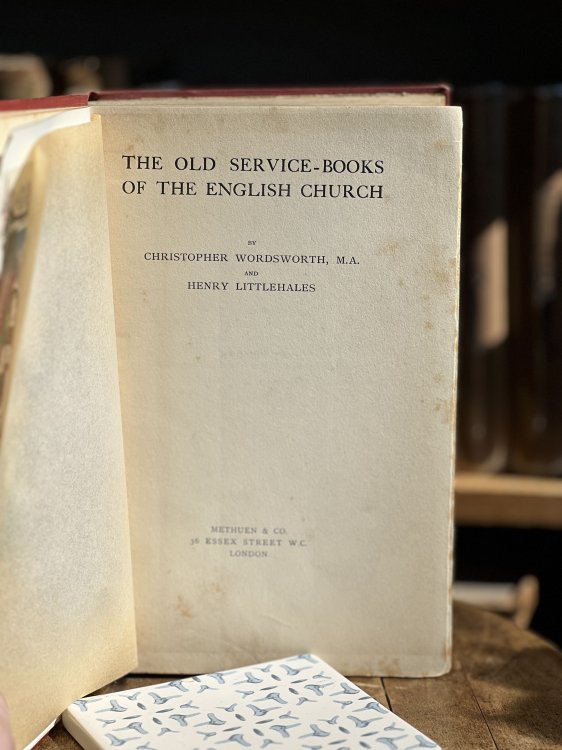 THE OLD SERVICE-BOOKS
OF THE ENGLISH CHURCH
BY
CHRISTOPHER WORDSWORTH, M.A.
AND
HENRY LITTLEHALES
METHUEN & CO.
36 ESSEX STREET W.C.
LONDON